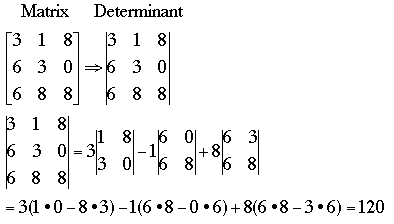 Matrix Determinant
[3 1 8] |3 1 8|
[6 3 0] ⇒ |6 3 0|
[6 8 8] |6 8 8|
|3 1 8|
|6 3 0| = 3 |1 8| − 1 |6 0| + 8 |6 3|
|6 8 8| |3 0| |6 8| |6 8|
= 3(1 • 0 − 8 • 3) − 1(6 • 8 − 0 • 6) + 8(6 • 8 − 3 • 6) = 120